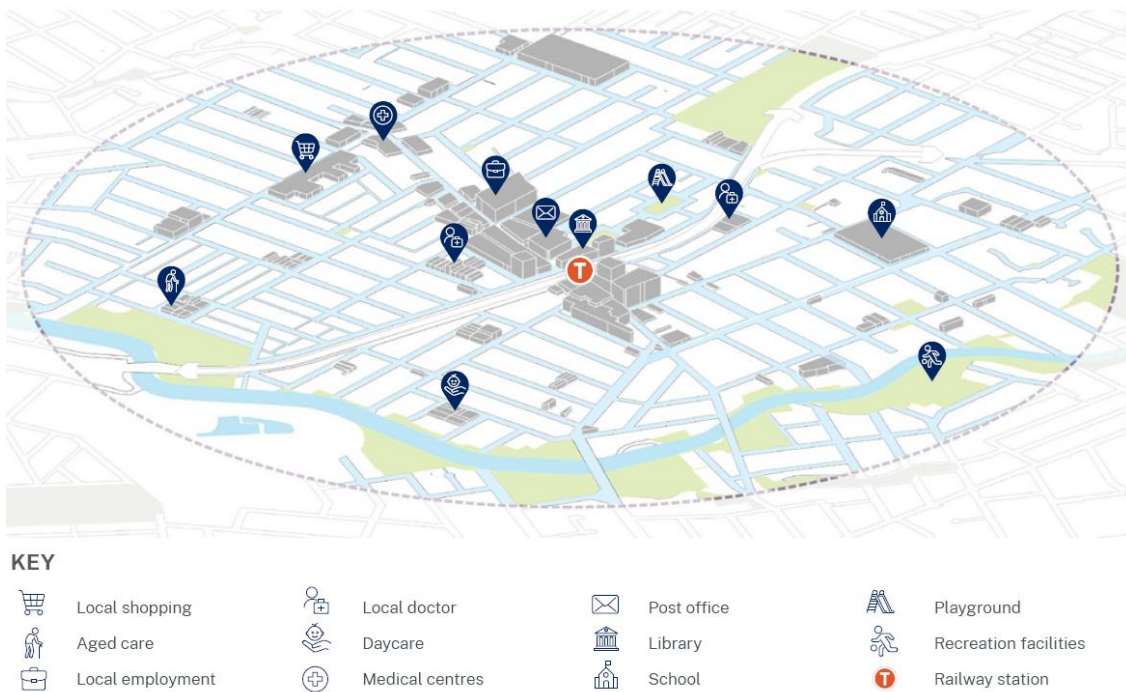 T
KEY
Local shopping
Local doctor
Post office
Playground
Aged care
Daycare
Library
Recreation facilities
Local employment
Medical centres
School
T
Railway station